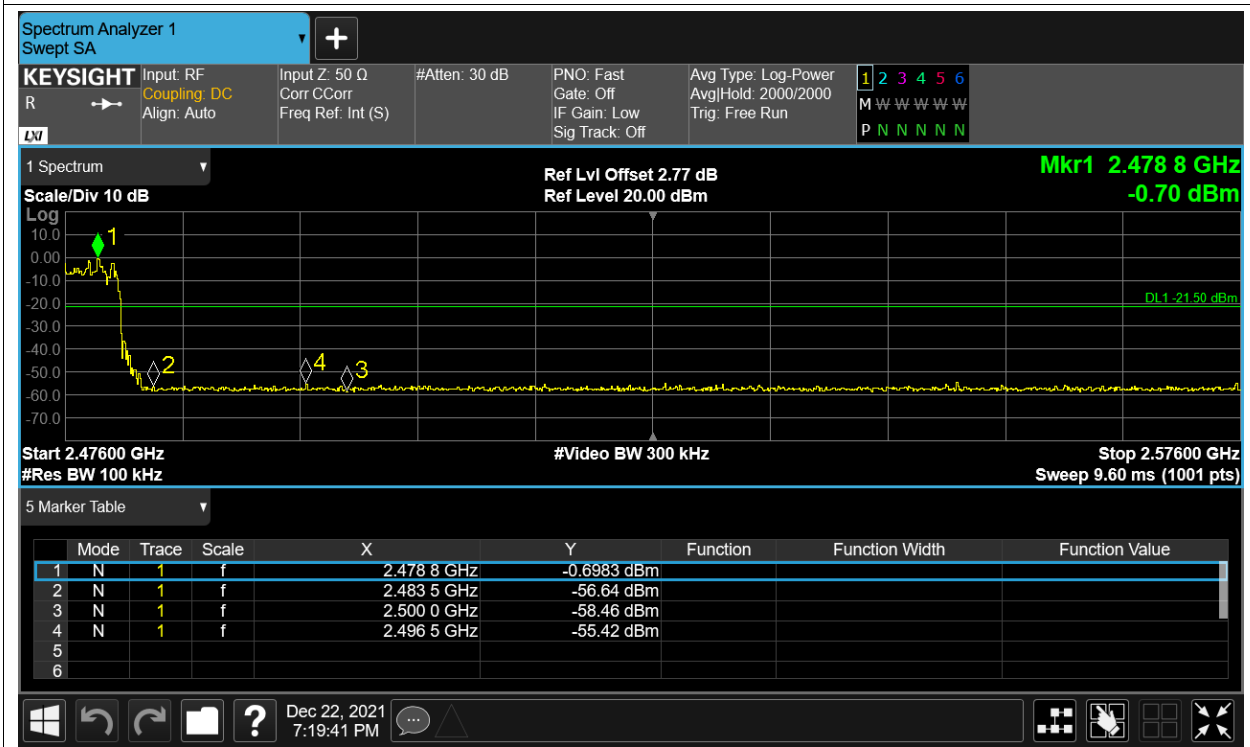 Spectrum Analyzer 1
Swept SA
KEYSIGHT Input: RF Input Z: 50 Ω #Atten: 30 dB PNO: Fast Avg Type: Log-Power 1 2 3 4 5 6
R Coupling: DC Corr CCorr Gate: Off Avg|Hold: 2000/2000 M W W W W W W
Align: Auto Freq Ref: Int (S) IF Gain: Low Trig: Free Run
LXI Sig Track: Off P N N N N N
1 Spectrum Ref Lvl Offset 2.77 dB Mkr1 2.478 8 GHz
Scale/Div 10 dB Ref Level 20.00 dBm -0.70 dBm
Log
10.0 1
0.00
-10.0
-20.0 DL1 -21.50 dBm
-30.0
-40.0
-50.0 2 4 3
-60.0
-70.0
Start 2.47600 GHz #Video BW 300 kHz Stop 2.57600 GHz
#Res BW 100 kHz Sweep 9.60 ms (1001 pts)
5 Marker Table
Mode Trace Scale X Y Function Function Width Function Value
1 N 1 f 2.478 8 GHz -0.6983 dBm
2 N 1 f 2.483 5 GHz -56.64 dBm
3 N 1 f 2.500 0 GHz -58.46 dBm
4 N 1 f 2.496 5 GHz -55.42 dBm
5
6
? Dec 22, 2021
7:19:41 PM